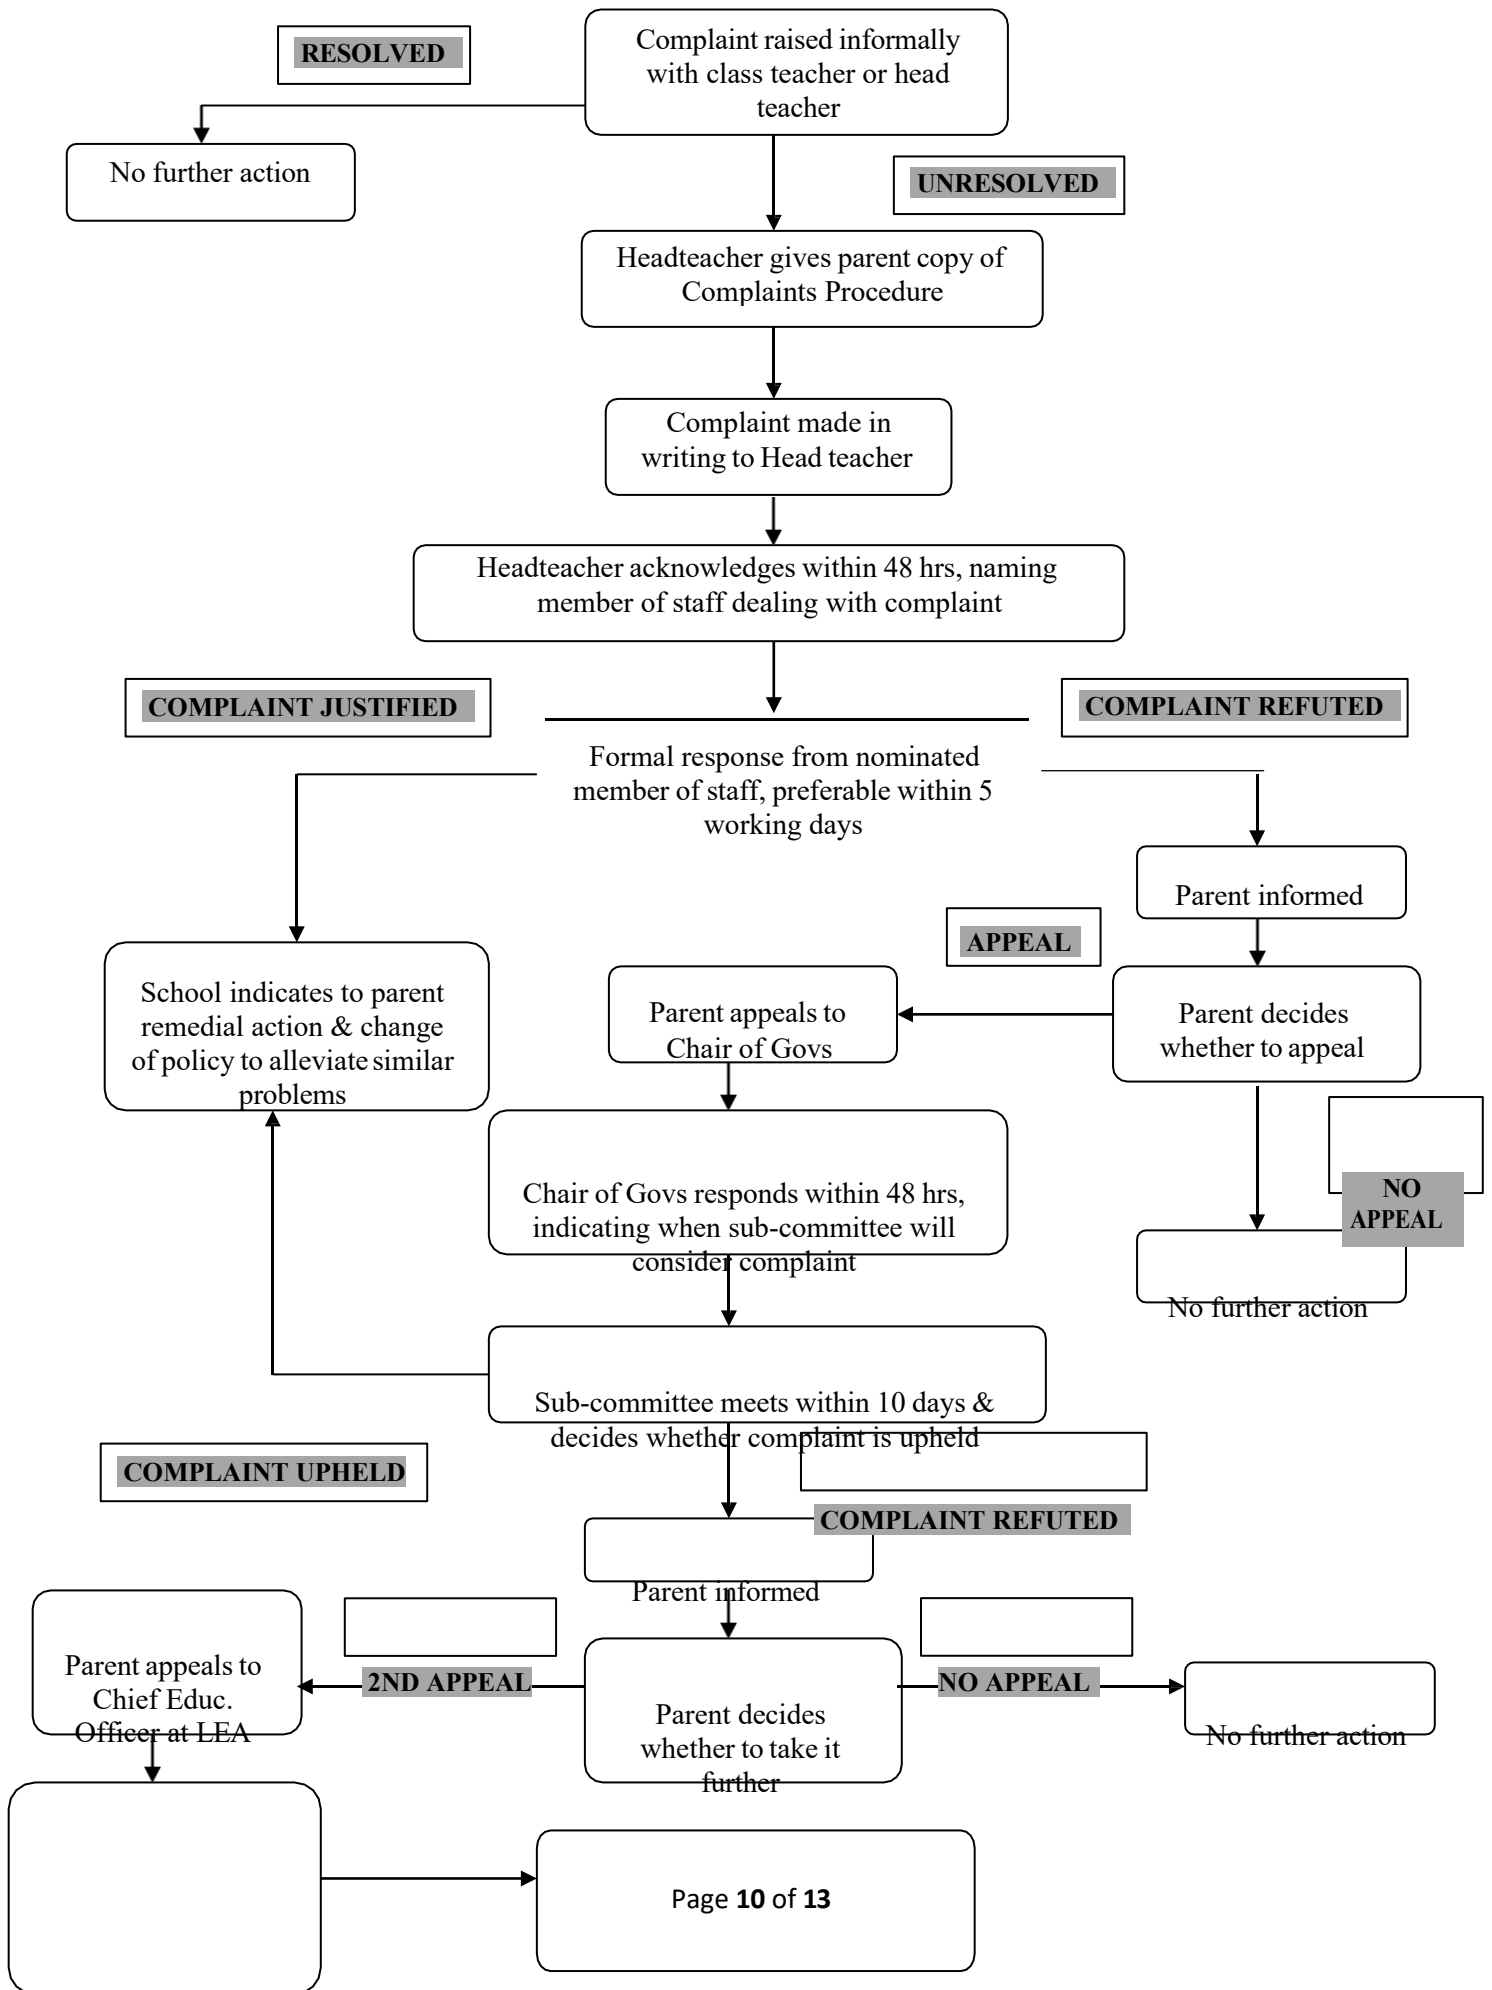 RESOLVED
Complaint raised informally
with class teacher or head
teacher
No further action
UNRESOLVED
Headteacher gives parent copy of
Complaints Procedure
Complaint made in
writing to Head teacher
Headteacher acknowledges within 48 hrs, naming
member of staff dealing with complaint
COMPLAINT JUSTIFIED
COMPLAINT REFUTED
Formal response from nominated
member of staff, preferable within 5
working days
Parent informed
APPEAL
School indicates to parent
remedial action & change
of policy to alleviate similar
problems
Parent appeals to
Chair of Govs
Parent decides
whether to appeal
NO
APPEAL
Chair of Govs responds within 48 hrs,
indicating when sub-committee will
consider complaint
No further action
Sub-committee meets within 10 days &
decides whether complaint is upheld
COMPLAINT UPHELD
COMPLAINT REFUTED
Parent informed
Parent appeals to
Chief Educ.
Officer at LEA
2ND APPEAL
Parent decides
whether to take it
further
NO APPEAL
No further action
Page 10 of 13